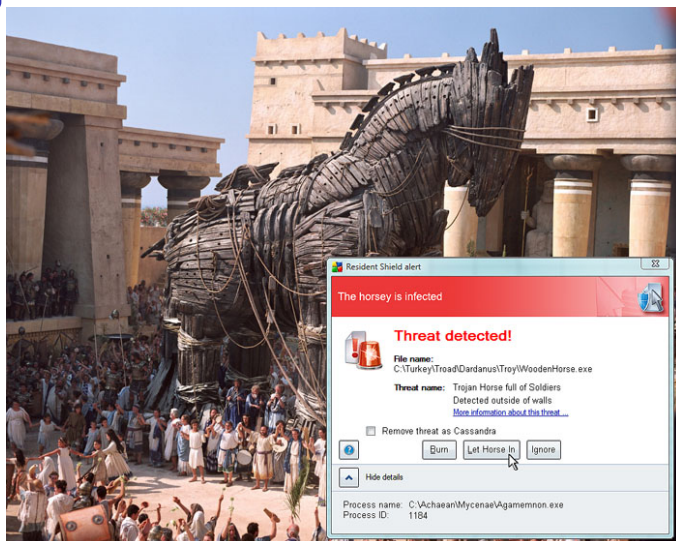 Resident Shield alert
The horsey is infected
Threat detected!
File name:
C:\Turkey\Troad\Dardanus\Troy\WoodenHorse.exe
Threat name: Trojan Horse full of Soldiers
Detected outside of walls
More information about this threat ...
Remove threat as Cassandra
Burn Let Horse In Ignore
Hide details
Process name: C:\Achaean\Mycenae\Agamemnon.exe
Process ID: 1184